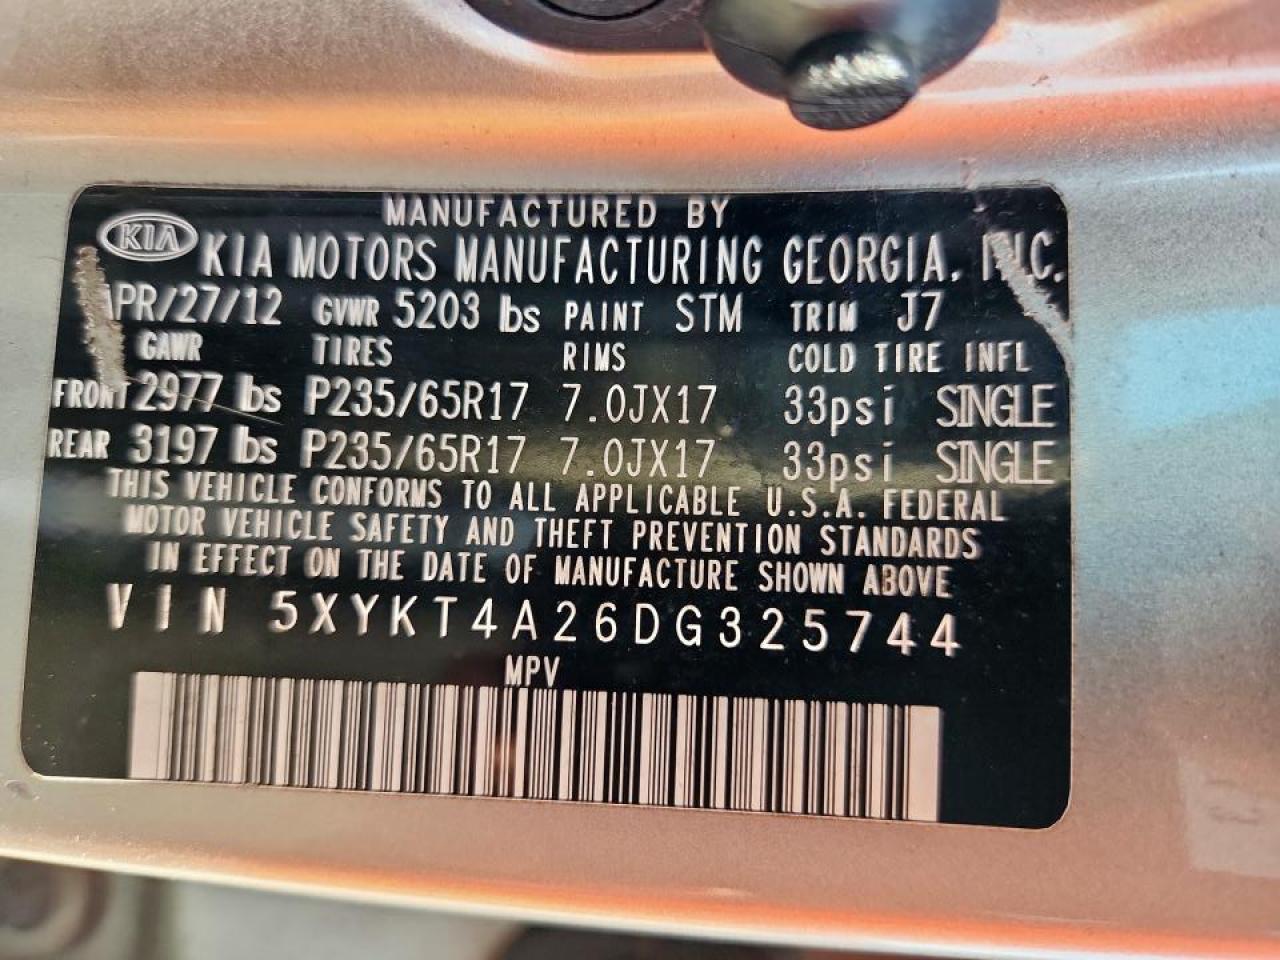 MANUFACTURED BY
KIA KIA MOTORS MANUFACTURING GEORGIA, INC.
APR/27/12 GVWR 5203 lbs PAINT STM TRIM J7
GAWR TIRES RIMS COLD TIRE INFL
FRONT 2977 lbs P235/65R17 7.0JX17 33psi SINGLE
REAR 3197 lbs P235/65R17 7.0JX17 33psi SINGLE
THIS VEHICLE CONFORMS TO ALL APPLICABLE U.S.A. FEDERAL
MOTOR VEHICLE SAFETY AND THEFT PREVENTION STANDARDS
IN EFFECT ON THE DATE OF MANUFACTURE SHOWN ABOVE
VIN 5XYKT4A26DG325744
MPV